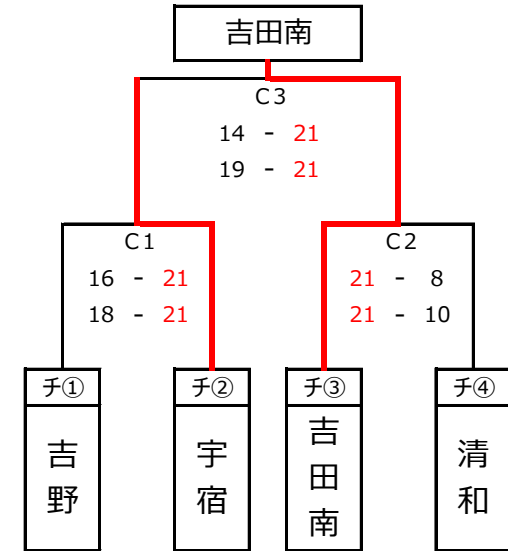 吉田南
C3
14 - 21
19 - 21
C1
C2
16 - 21
21 - 8
18 - 21
21 - 10
チ①
チ②
チ③
チ④
吉野
宇宿
吉田南
清和